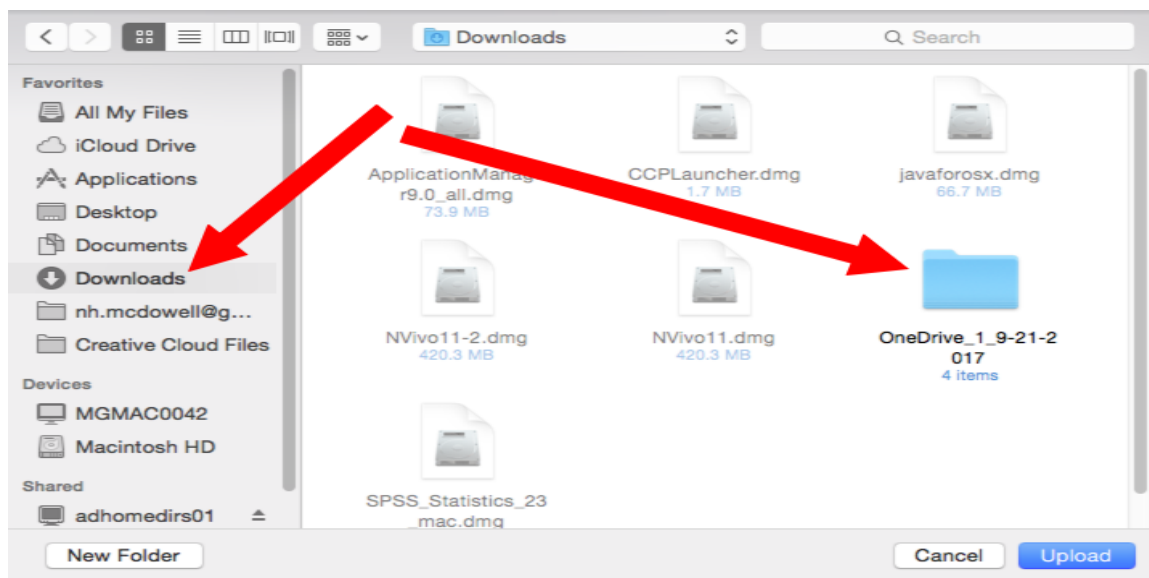 Downloads
Search
Favorites
All My Files
iCloud Drive
Applications
Desktop
Documents
Downloads
nh.mcdowell@g...
Creative Cloud Files
Devices
MGMAC0042
Macintosh HD
Shared
adhomedirs01
r9.0_all.dmg
73.9 MB
CCPLauncher.dmg
1.7 MB
javaforosx.dmg
66.7 MB
NVivo11-2.dmg
420.3 MB
NVivo11.dmg
420.3 MB
OneDrive_1_9-21-2
017
4 items
SPSS_Statistics_23
_mac.dmg
New Folder
Cancel
Upload